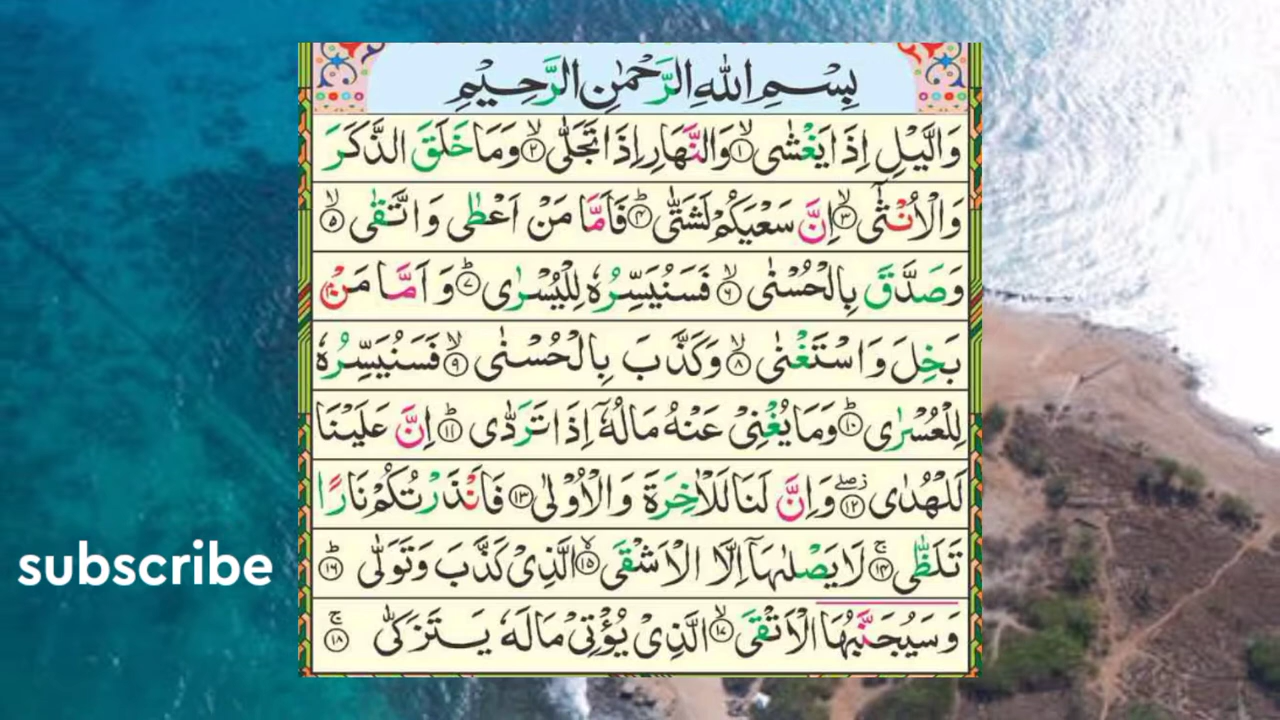 بِسْمِ اللهِ الرَّحْمٰنِ الرَّحِيْمِ
وَالَّيْلِ اِذَا يَغْشٰى ۙ﴿۱﴾ وَالنَّهَارِ اِذَا تَجَلّٰى ۙ﴿۲﴾ وَمَا خَلَقَ الذَّكَرَ
وَالْاُنْثٰٓى ۙ﴿۳﴾ اِنَّ سَعْيَكُمْ لَشَتّٰى ؕ﴿۴﴾ فَاَمَّا مَنْ اَعْطٰى وَاتَّقٰى ۙ﴿۵﴾
وَصَدَّقَ بِالْحُسْنٰى ۙ﴿۶﴾ فَسَنُيَسِّرُهٗ لِلْيُسْرٰى ؕ﴿۷﴾ وَاَمَّا مَنْۢ
بَخِلَ وَاسْتَغْنٰى ۙ﴿۸﴾ وَكَذَّبَ بِالْحُسْنٰى ۙ﴿۹﴾ فَسَنُيَسِّرُهٗ
لِلْعُسْرٰى ؕ﴿۱۰﴾ وَمَا يُغْنِىْ عَنْهُ مَالُهٗٓ اِذَا تَرَدّٰى ؕ﴿۱۱﴾ اِنَّ عَلَيْنَا
لَلْهُدٰى ۖ﴿۱۲﴾ وَاِنَّ لَنَا لَلْاٰخِرَةَ وَالْاُوْلٰى ﴿۱۳﴾ فَاَنْذَرْتُكُمْ نَارًا
تَلَظّٰى ۚ﴿۱۴﴾ لَا يَصْلٰىهَاۤ اِلَّا الْاَشْقَى ۙ﴿۱۵﴾ الَّذِىْ كَذَّبَ وَتَوَلّٰى ؕ﴿۱۶﴾
وَسَيُجَنَّبُهَا الْاَتْقَى ۙ﴿۱۷﴾ الَّذِىْ يُؤْتِىْ مَالَهٗ يَتَزَكّٰى ۚ﴿۱۸﴾
subscribe